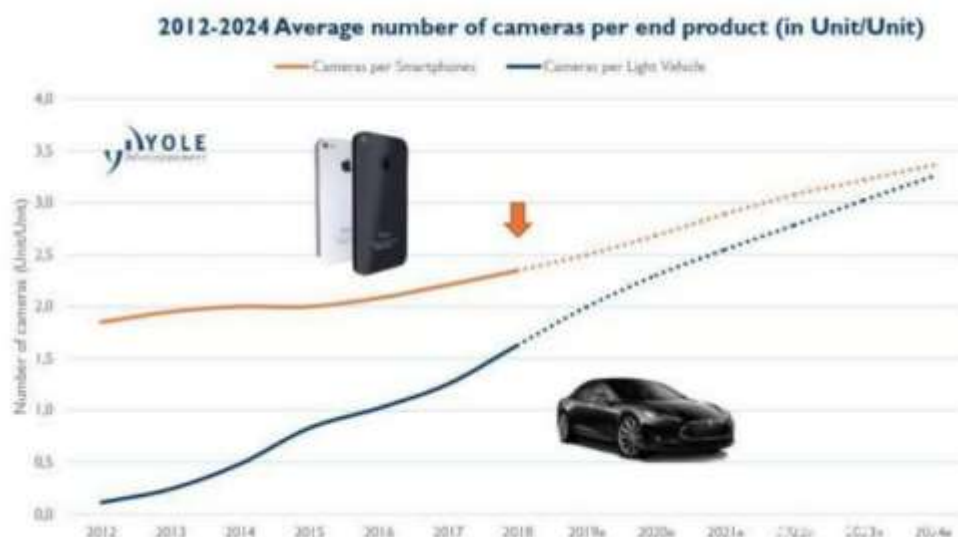 2012-2024 Average number of cameras per end product (in Unit/Unit)
Cameras per Smartphones
Cameras per Light Vehicle
YOLE
Number of cameras (Unit/Unit)
4,0
3,5
3,0
2,5
2,0
1,5
1,0
0,5
0,0
2012 2013 2014 2015 2016 2017 2018 2019e 2020e 2021e 2022e 2023e 2024e